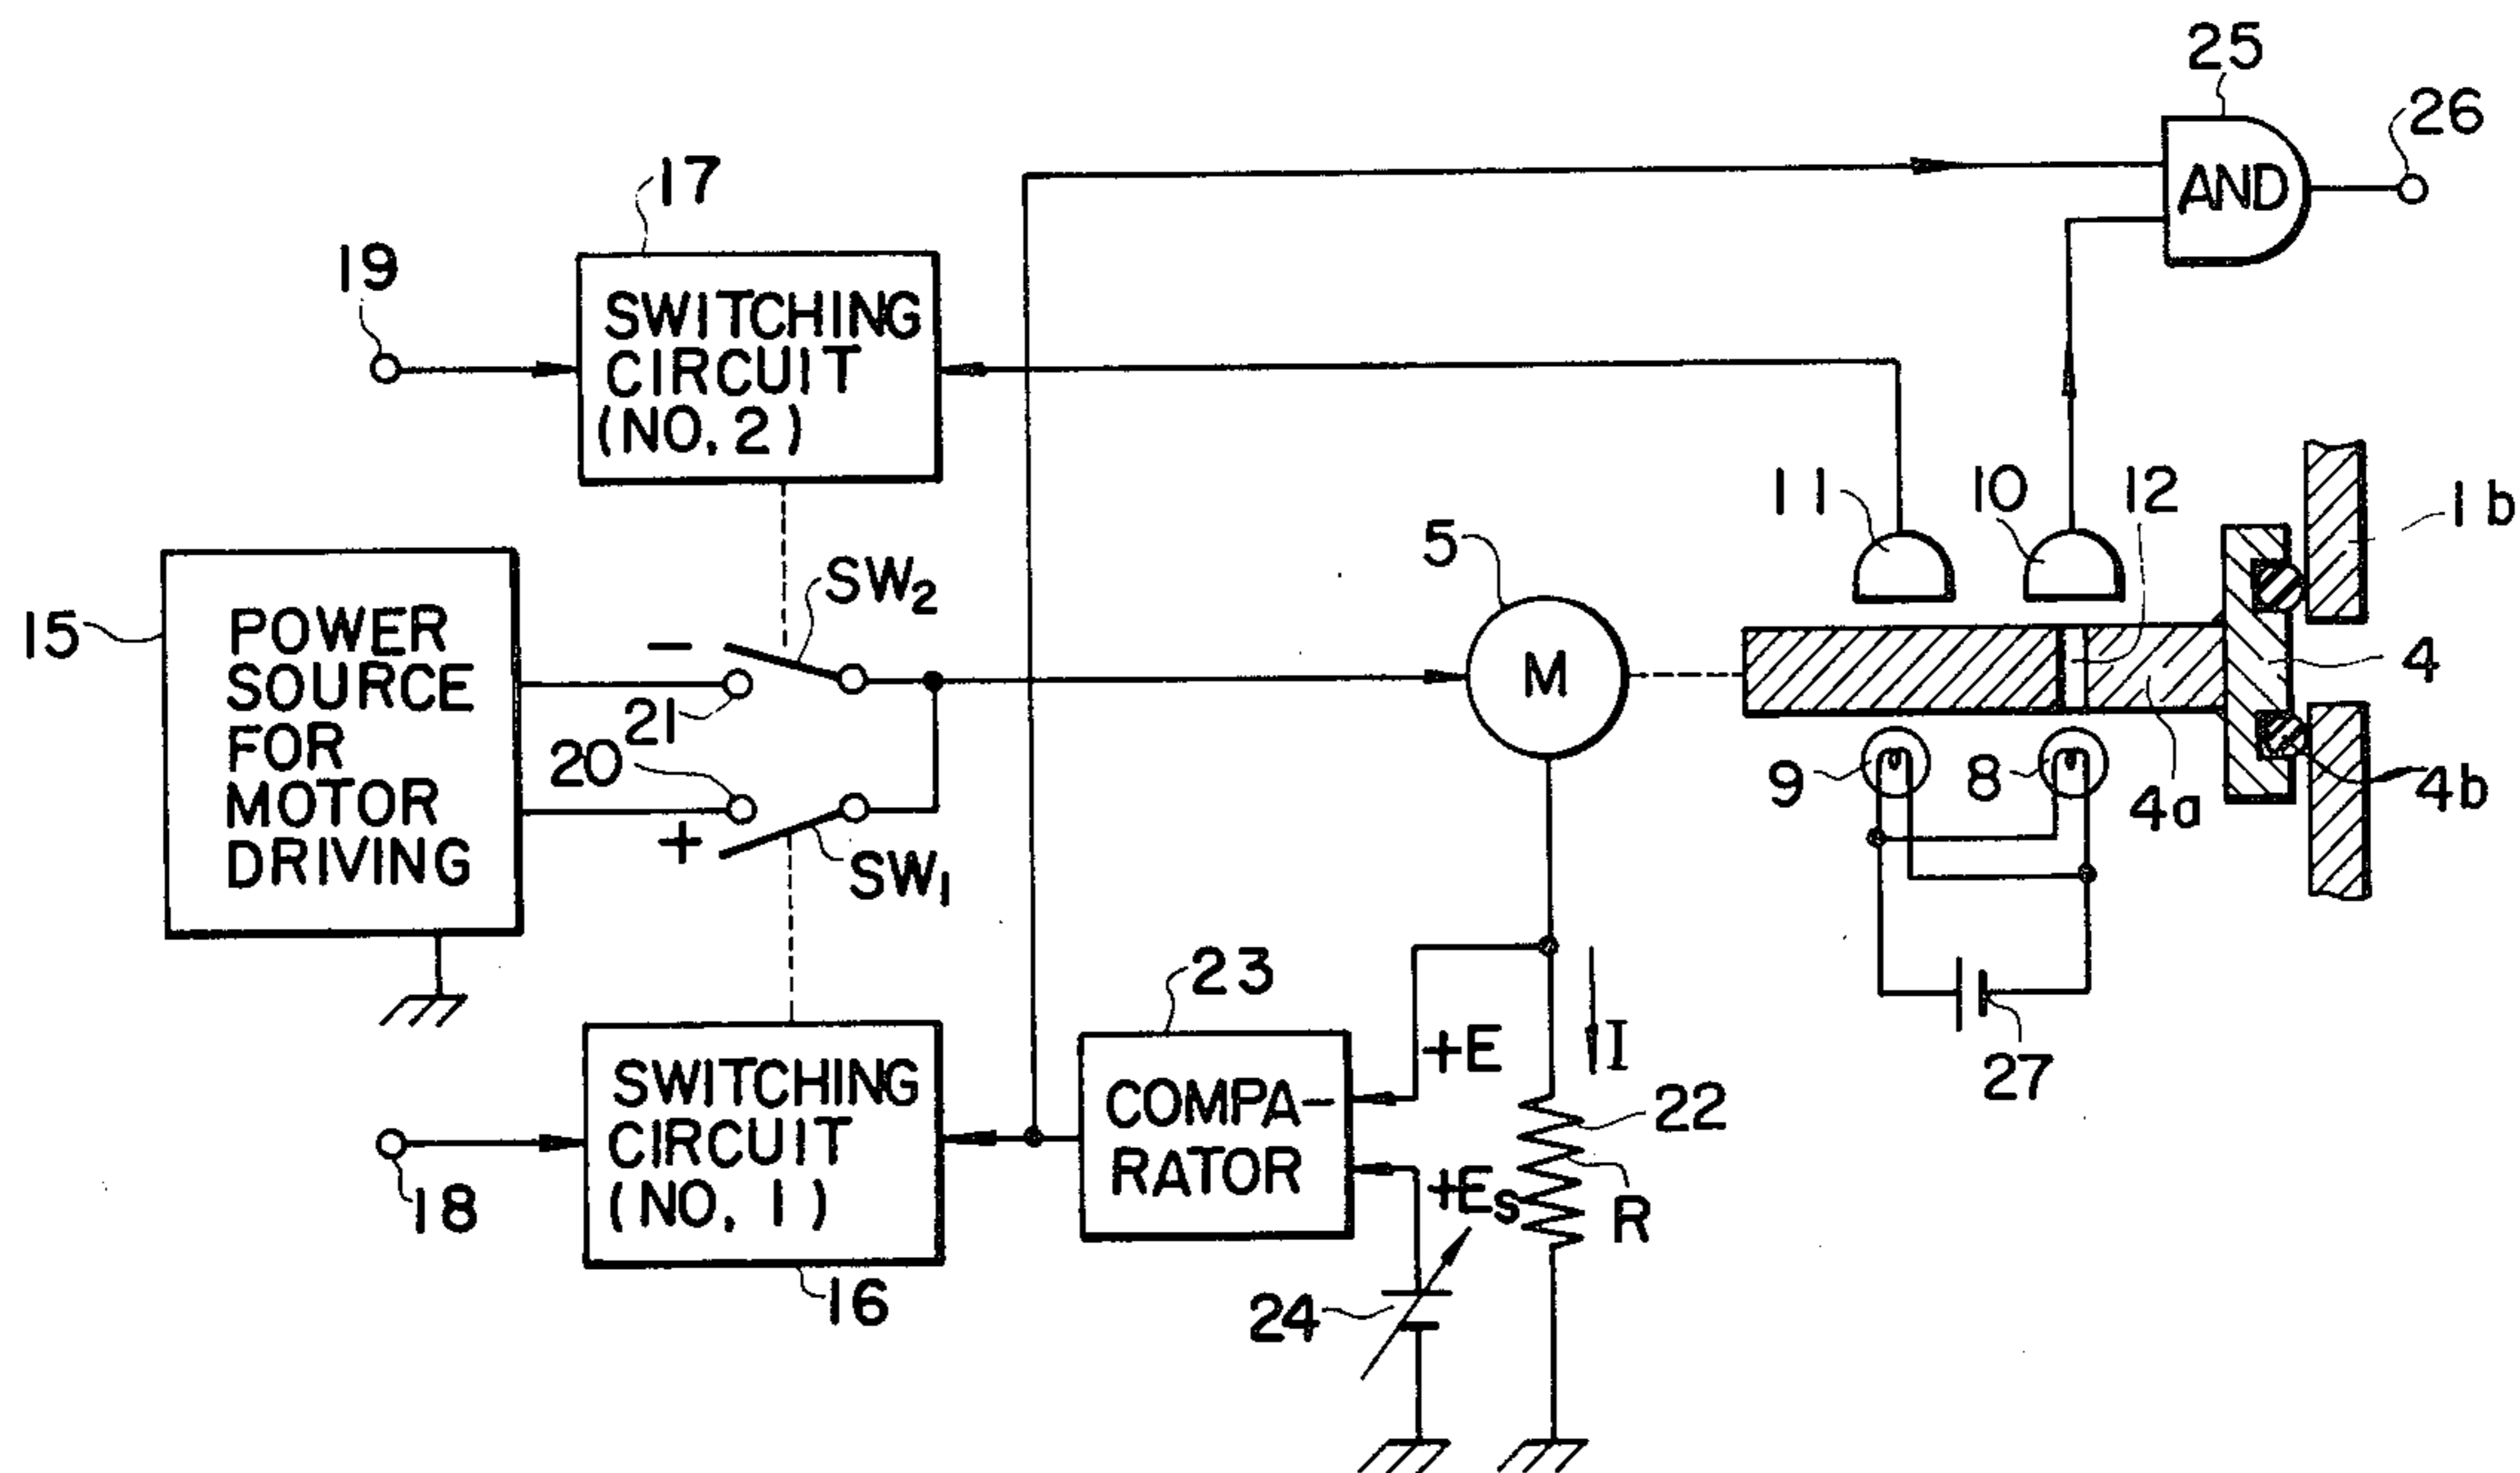 25
26
AND
17
19
SWITCHING
CIRCUIT
(NO, 2)
11
10
12
1b
5
SW2
15
POWER
SOURCE
FOR
MOTOR
DRIVING
−
21
20
+
SW1
M
4
9
8
4a
4b
23
+E
I
27
22
COMPA-
RATOR
+ES
R
SWITCHING
CIRCUIT
(NO, 1)
18
16
24